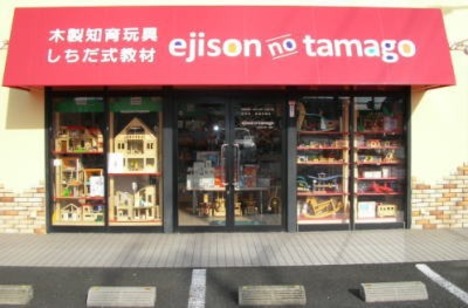 木製知育玩具
しちだ式教材
ejison no tamago